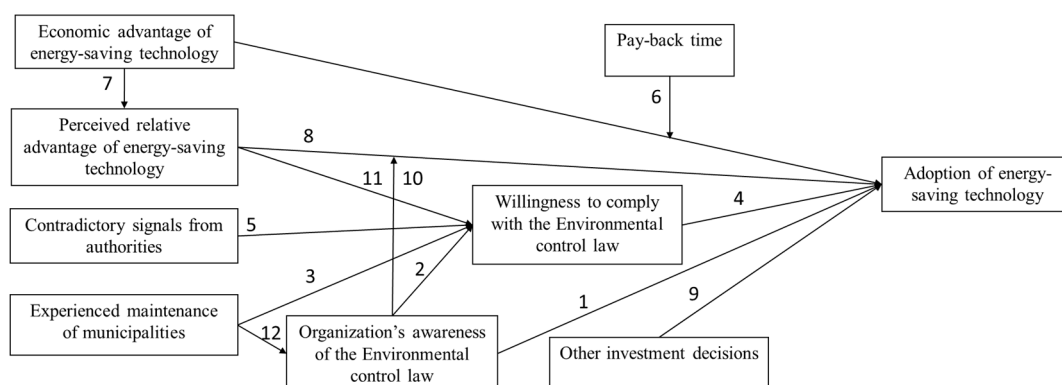 Economic advantage of
energy-saving technology
Pay-back time
7
6
Perceived relative
advantage of energy-saving
technology
8
Adoption of energy-
saving technology
11
10
Willingness to comply
with the Environmental
control law
4
Contradictory signals from
authorities
5
3
2
9
1
Experienced maintenance
of municipalities
12
Organization's awareness
of the Environmental
control law
Other investment decisions